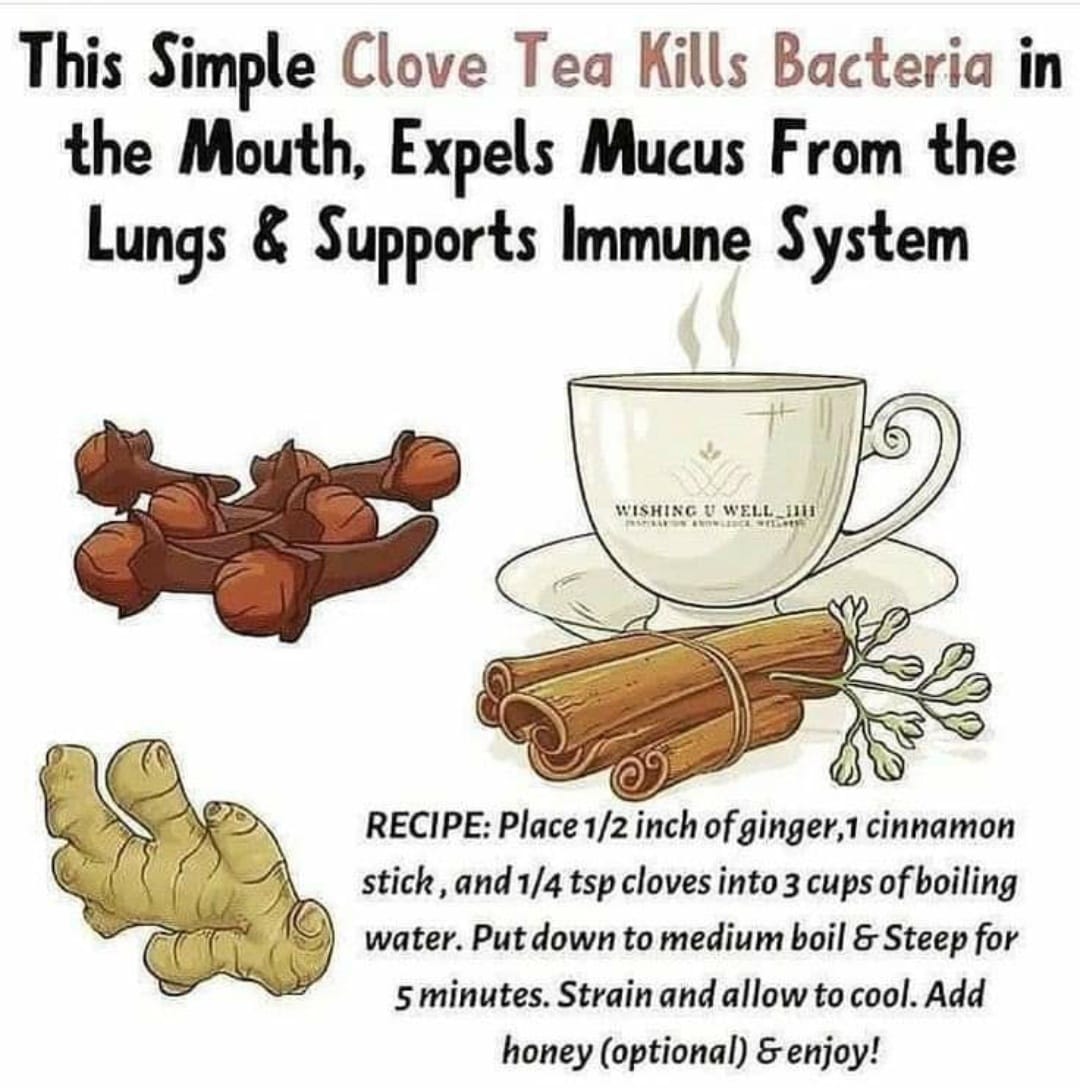 This Simple Clove Tea Kills Bacteria in
the Mouth, Expels Mucus From the
Lungs & Supports Immune System
WISHING U WELL_1111
RECIPE: Place 1/2 inch of ginger,1 cinnamon
stick, and 1/4 tsp cloves into 3 cups of boiling
water. Put down to medium boil & Steep for
5 minutes. Strain and allow to cool. Add
honey (optional) & enjoy!